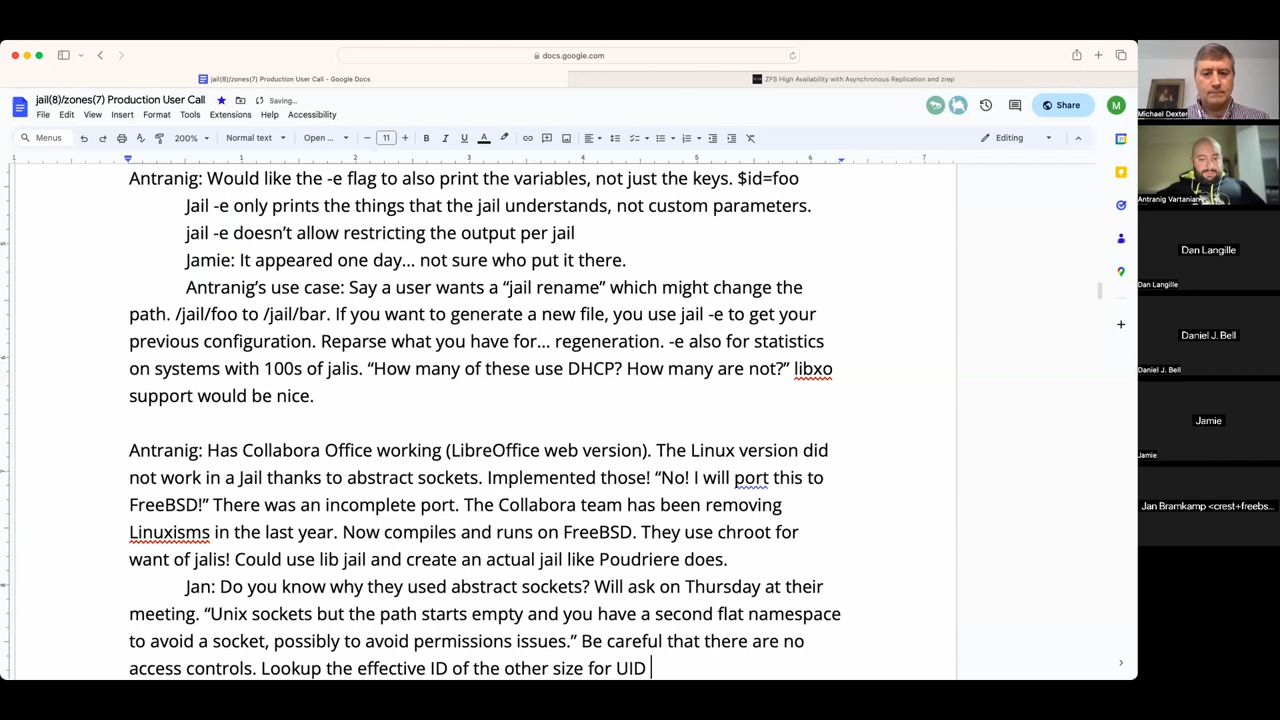 docs.google.com
jail(8)/zones(7) Production User Call - Google Docs
ZFS High Availability with Asynchronous Replication and zrep
jail(8)/zones(7) Production User Call
Saving...
File Edit View Insert Format Tools Extensions Help Accessibility
Share
M
Menus
200%
Normal text
Open ...
11
B I U A
Editing
1 1 2 3 4 5 6 7
Antranig: Would like the -e flag to also print the variables, not just the keys. $id=foo
Jail -e only prints the things that the jail understands, not custom parameters.
jail -e doesn’t allow restricting the output per jail
Jamie: It appeared one day… not sure who put it there.
Antranig’s use case: Say a user wants a “jail rename” which might change the
path. /jail/foo to /jail/bar. If you want to generate a new file, you use jail -e to get your
previous configuration. Reparse what you have for… regeneration. -e also for statistics
on systems with 100s of jalis. “How many of these use DHCP? How many are not?” libxo
support would be nice.
Antranig: Has Collabora Office working (LibreOffice web version). The Linux version did
not work in a Jail thanks to abstract sockets. Implemented those! “No! I will port this to
FreeBSD!” There was an incomplete port. The Collabora team has been removing
Linuxisms in the last year. Now compiles and runs on FreeBSD. They use chroot for
want of jalis! Could use lib jail and create an actual jail like Poudriere does.
Jan: Do you know why they used abstract sockets? Will ask on Thursday at their
meeting. “Unix sockets but the path starts empty and you have a second flat namespace
to avoid a socket, possibly to avoid permissions issues.” Be careful that there are no
access controls. Lookup the effective ID of the other size for UID
Michael Dexter
Antranig Vartanian
Dan Langille
Dan Langille
Daniel J. Bell
Daniel J. Bell
Jamie
Jamie
Jan Bramkamp <crest+freebs...